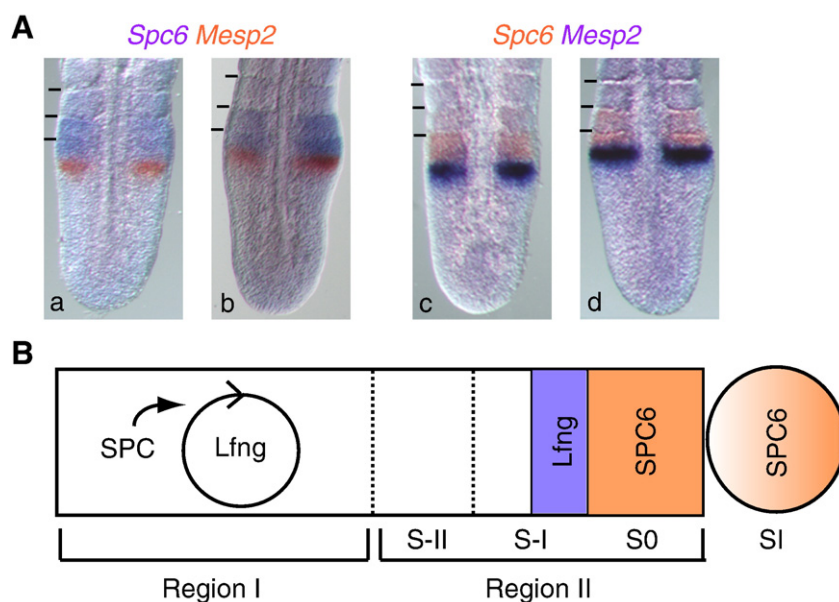 A
Spc6 Mesp2
Spc6 Mesp2
a
b
c
d
B
SPC
Lfng
Lfng
SPC6
SPC6
S-II
S-I
S0
SI
Region I
Region II